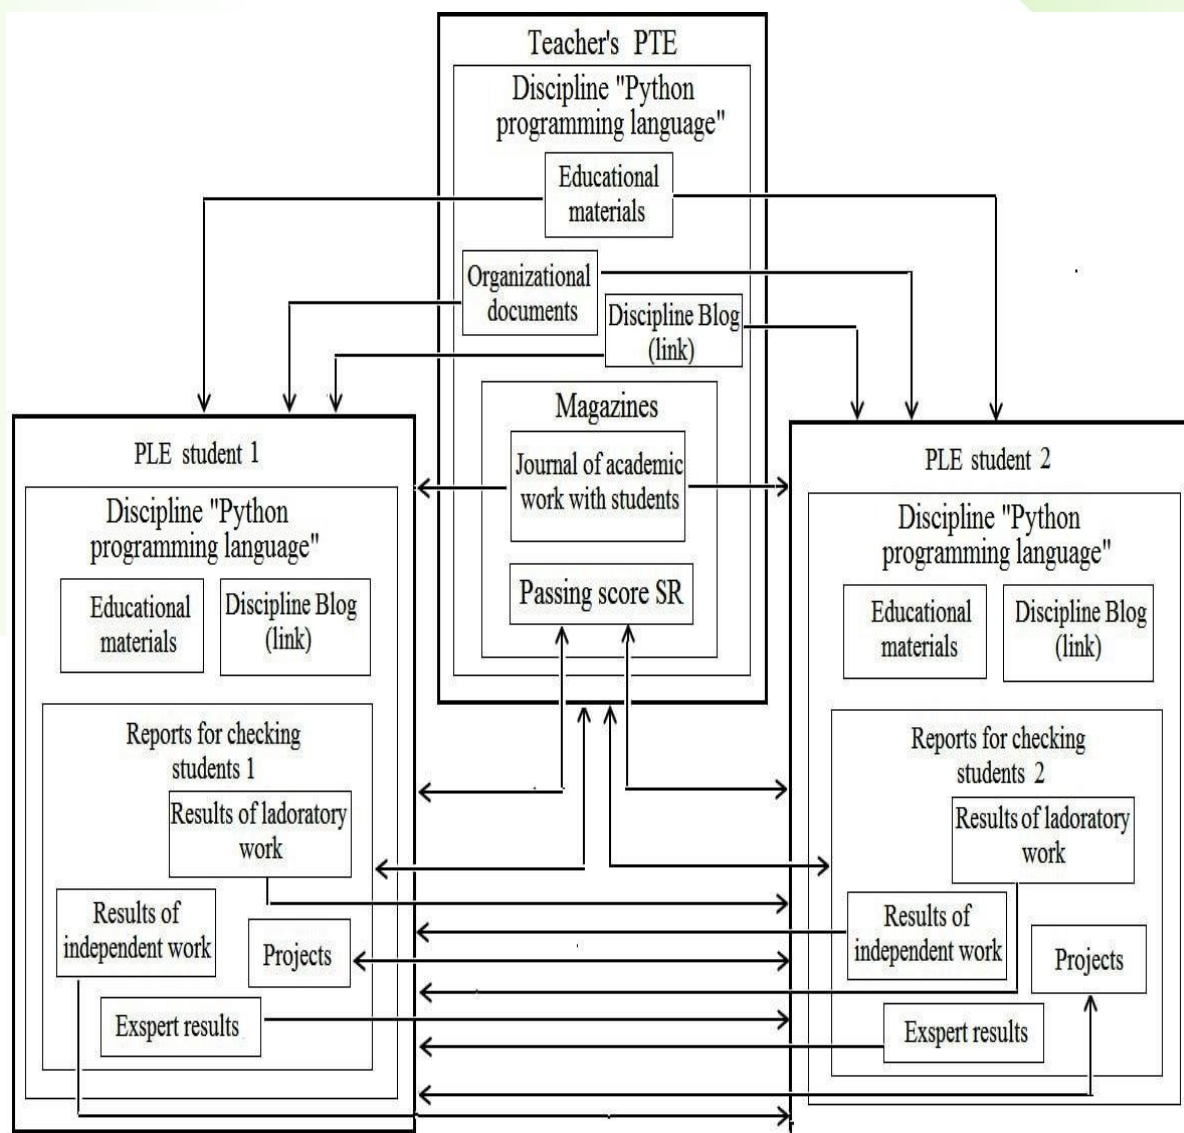 Teacher's PTE
Discipline "Python
programming language"
Educational
materials
Organizational
documents
Discipline Blog
(link)
Magazines
Journal of academic
work with students
Passing score SR
PLE student 1
Discipline "Python
programming language"
Educational
materials
Discipline Blog
(link)
Reports for checking
students 1
Results of ladoratory
work
Results of
independent work
Projects
Exspert results
PLE student 2
Discipline "Python
programming language"
Educational
materials
Discipline Blog
(link)
Reports for checking
students 2
Results of ladoratory
work
Results of
independent work
Projects
Exspert results